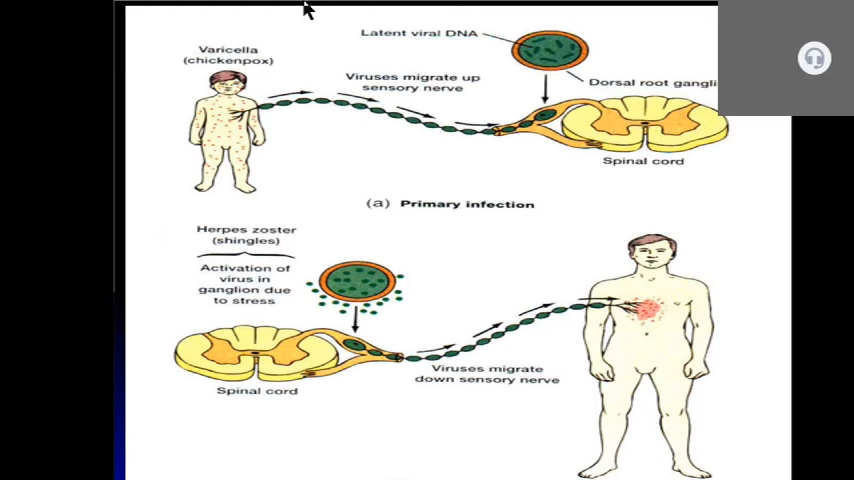 Latent viral DNA
Varicella
(chickenpox)
Viruses migrate up
sensory nerve
Dorsal root gangli
Spinal cord
(a) Primary infection
Herpes zoster
(shingles)
Activation of
virus in
ganglion due
to stress
Viruses migrate
down sensory nerve
Spinal cord